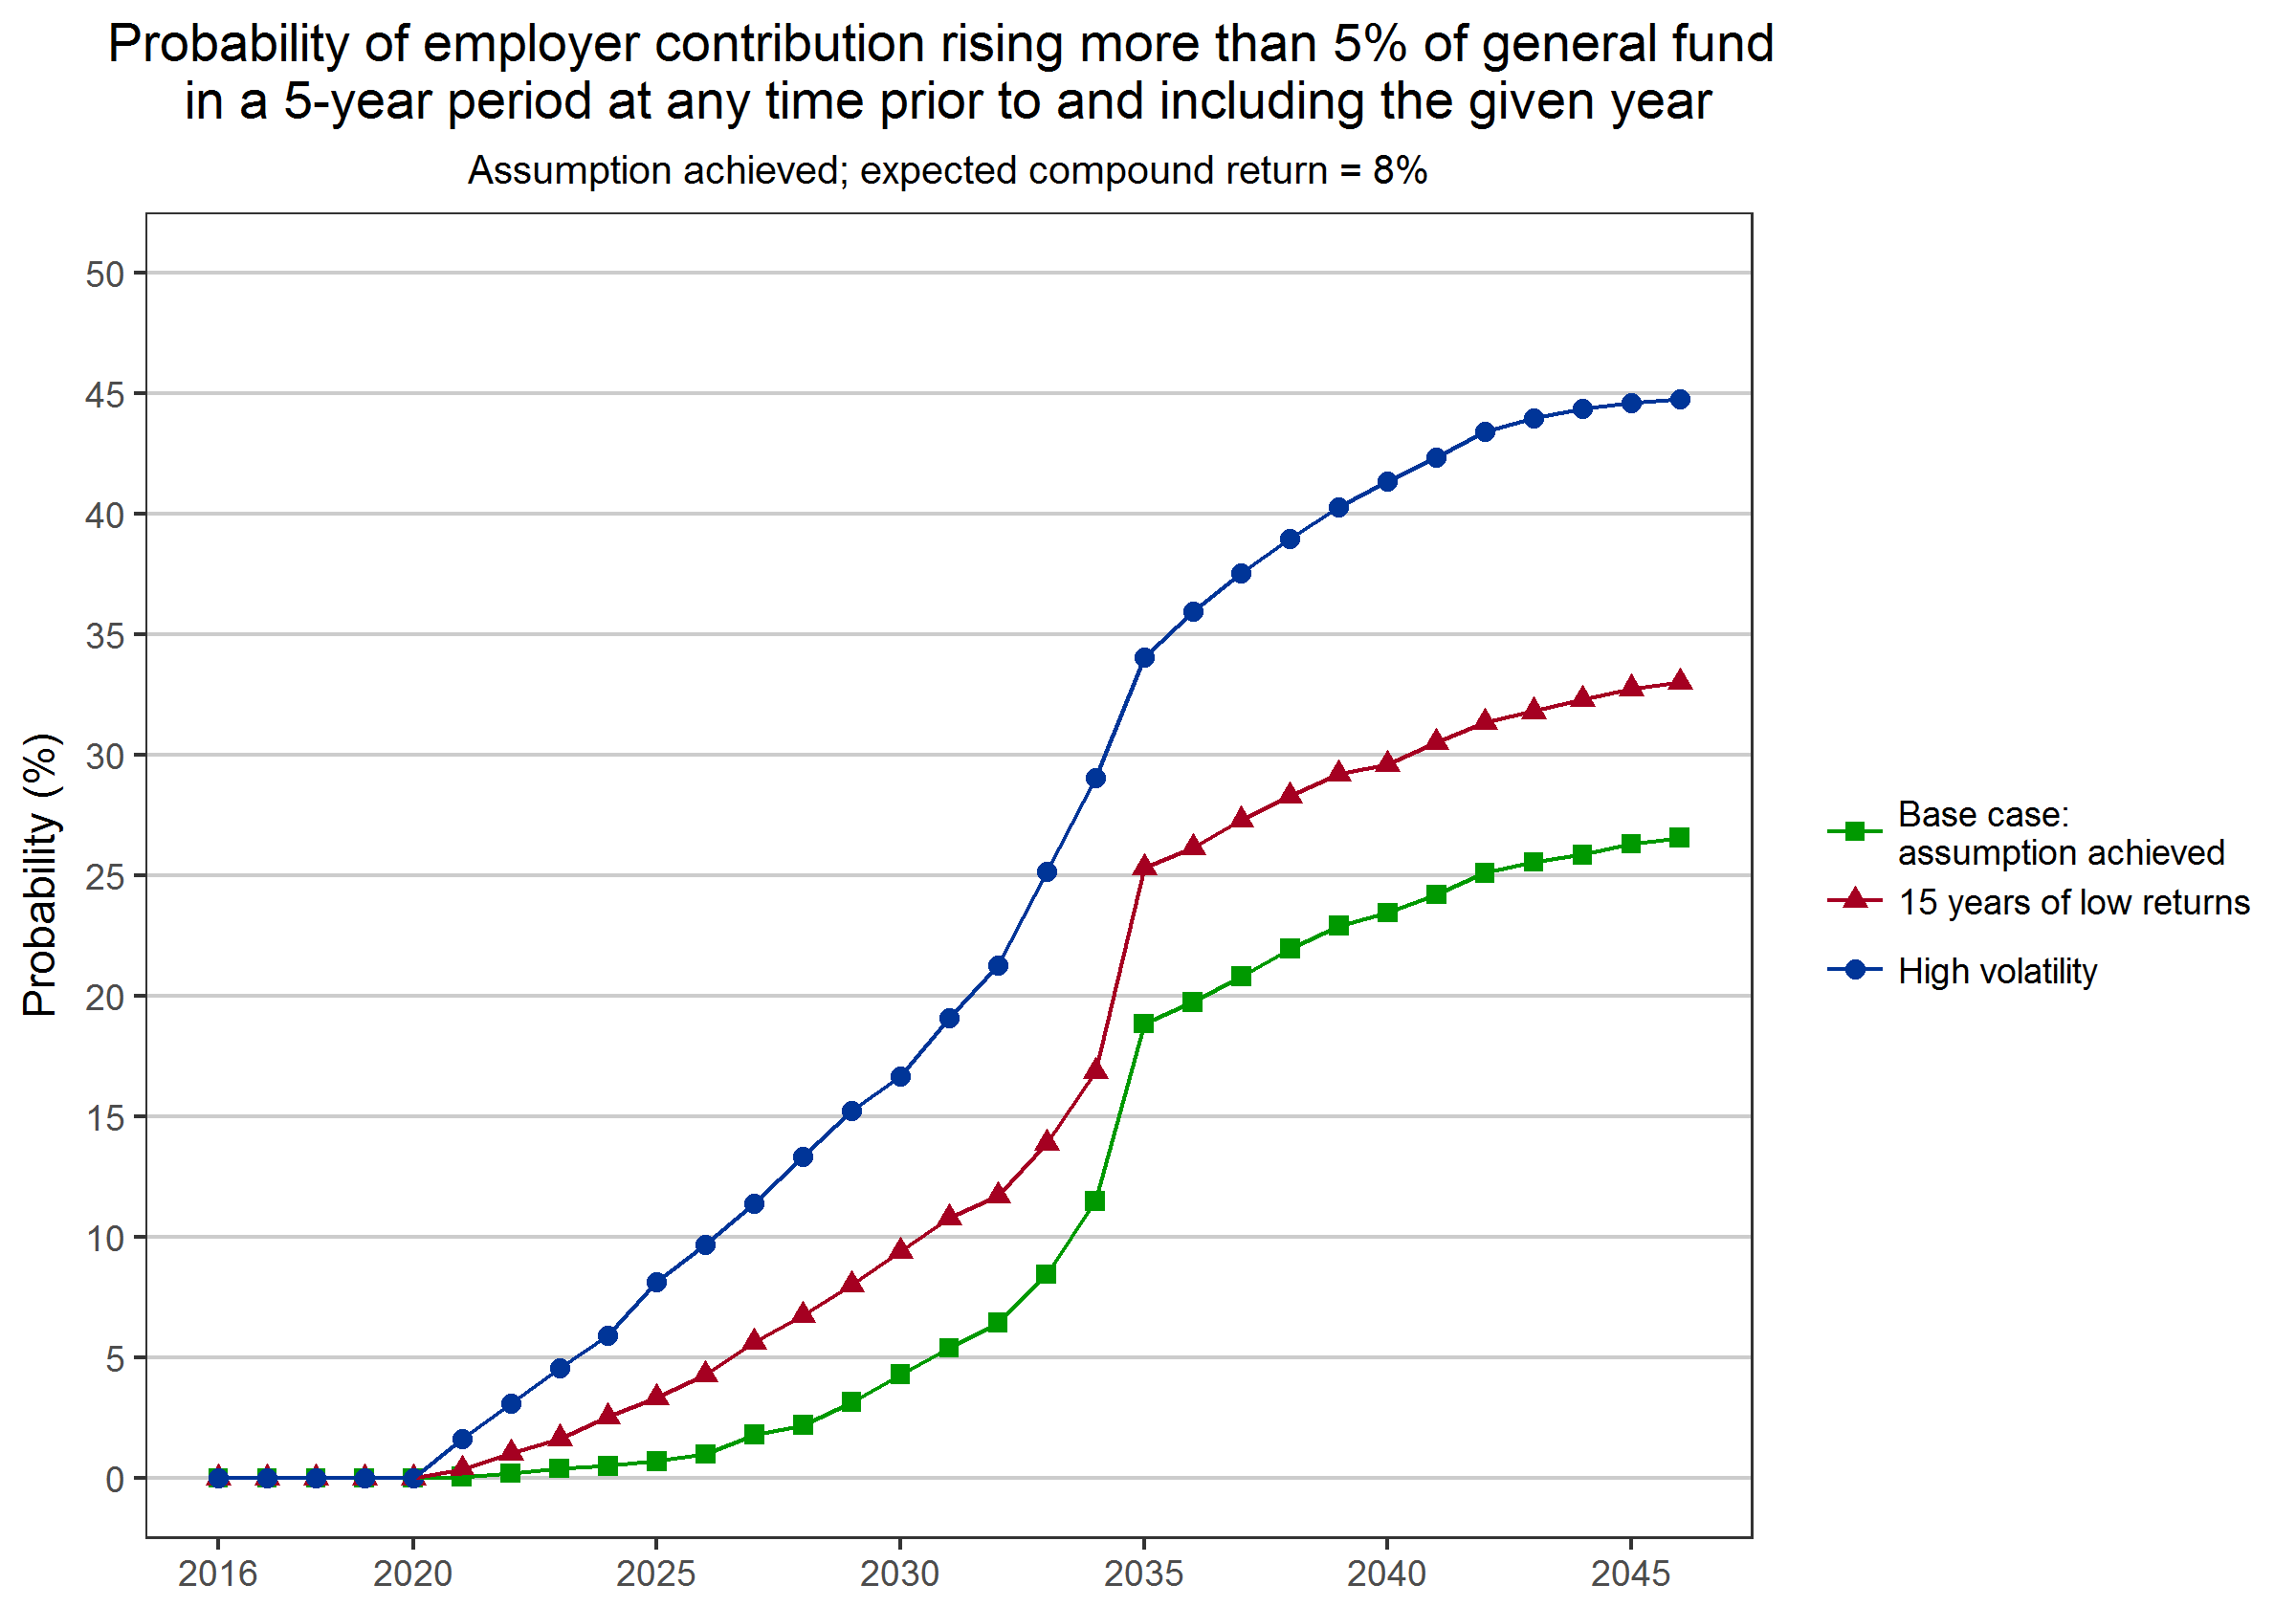 Probability of employer contribution rising more than 5% of general fund
in a 5-year period at any time prior to and including the given year
Assumption achieved; expected compound return = 8%
Probability (%)
50
45
40
35
30
25
20
15
10
5
0
2016 2020 2025 2030 2035 2040 2045
Base case:
assumption achieved
15 years of low returns
High volatility